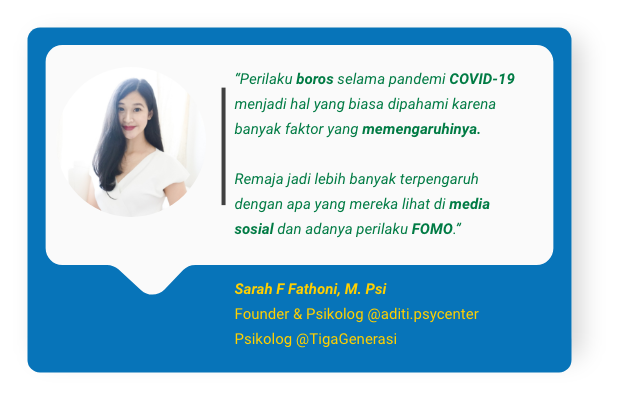 “Perilaku boros selama pandemi COVID-19
menjadi hal yang biasa dipahami karena
banyak faktor yang memengaruhinya.
Remaja jadi lebih banyak terpengaruh
dengan apa yang mereka lihat di media
sosial dan adanya perilaku FOMO.”
Sarah F Fathoni, M. Psi
Founder & Psikolog @aditi.psycenter
Psikolog @TigaGenerasi